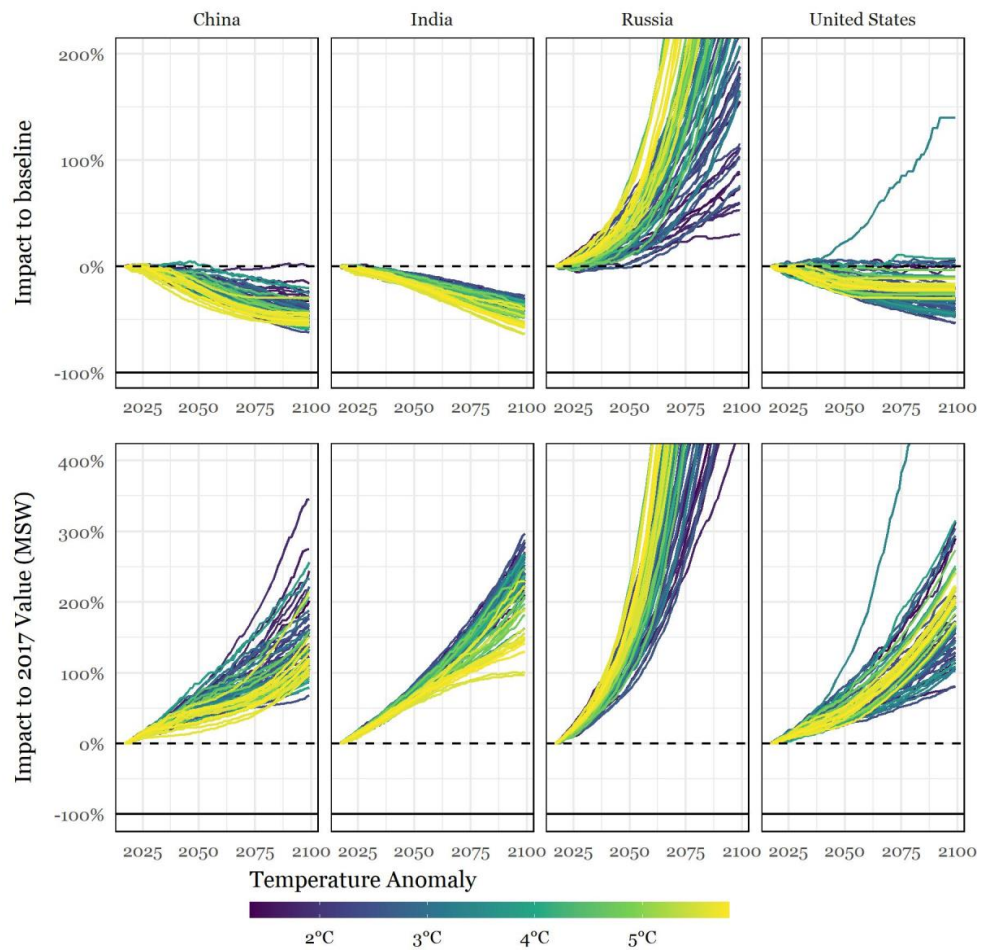 China India Russia United States
Impact to baseline
200%
100%
0%
-100%
2025 2050 2075 2100 2025 2050 2075 2100 2025 2050 2075 2100 2025 2050 2075 2100
Impact to 2017 Value (MSW)
400%
300%
200%
100%
0%
-100%
2025 2050 2075 2100 2025 2050 2075 2100 2025 2050 2075 2100 2025 2050 2075 2100
Temperature Anomaly
2°C 3°C 4°C 5°C